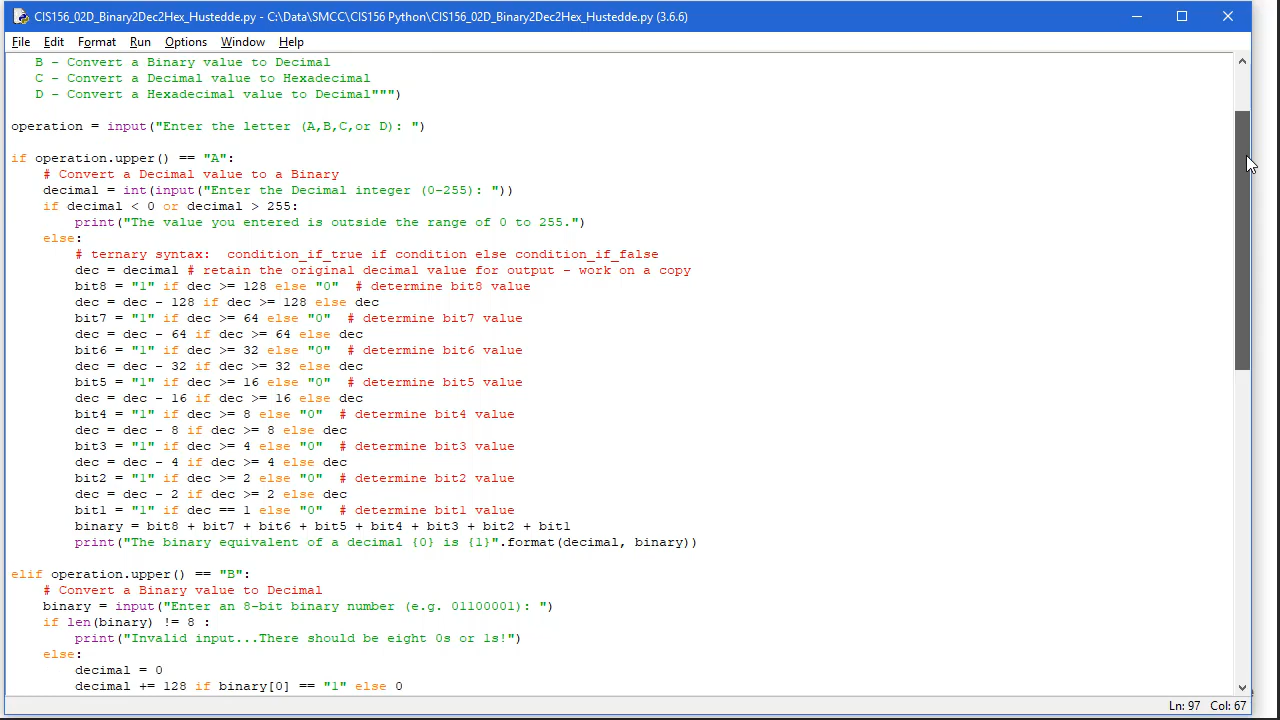 CIS156_02D_Binary2Dec2Hex_Hustedde.py - C:\Data\SMCC\CIS156 Python\CIS156_02D_Binary2Dec2Hex_Hustedde.py (3.6.6)
File Edit Format Run Options Window Help
   B - Convert a Binary value to Decimal
   C - Convert a Decimal value to Hexadecimal
   D - Convert a Hexadecimal value to Decimal""")

operation = input("Enter the letter (A,B,C,or D): ")

if operation.upper() == "A":
    # Convert a Decimal value to a Binary
    decimal = int(input("Enter the Decimal integer (0-255): "))
    if decimal < 0 or decimal > 255:
        print("The value you entered is outside the range of 0 to 255.")
    else:
        # ternary syntax:  condition_if_true if condition else condition_if_false
        dec = decimal # retain the original decimal value for output - work on a copy
        bit8 = "1" if dec >= 128 else "0"  # determine bit8 value
        dec = dec - 128 if dec >= 128 else dec
        bit7 = "1" if dec >= 64 else "0"  # determine bit7 value
        dec = dec - 64 if dec >= 64 else dec
        bit6 = "1" if dec >= 32 else "0"  # determine bit6 value
        dec = dec - 32 if dec >= 32 else dec
        bit5 = "1" if dec >= 16 else "0"  # determine bit5 value
        dec = dec - 16 if dec >= 16 else dec
        bit4 = "1" if dec >= 8 else "0"  # determine bit4 value
        dec = dec - 8 if dec >= 8 else dec
        bit3 = "1" if dec >= 4 else "0"  # determine bit3 value
        dec = dec - 4 if dec >= 4 else dec
        bit2 = "1" if dec >= 2 else "0"  # determine bit2 value
        dec = dec - 2 if dec >= 2 else dec
        bit1 = "1" if dec == 1 else "0"  # determine bit1 value
        binary = bit8 + bit7 + bit6 + bit5 + bit4 + bit3 + bit2 + bit1
        print("The binary equivalent of a decimal {0} is {1}".format(decimal, binary))

elif operation.upper() == "B":
    # Convert a Binary value to Decimal
    binary = input("Enter an 8-bit binary number (e.g. 01100001): ")
    if len(binary) != 8 :
        print("Invalid input...There should be eight 0s or 1s!")
    else:
        decimal = 0
        decimal += 128 if binary[0] == "1" else 0
Ln: 97 Col: 67